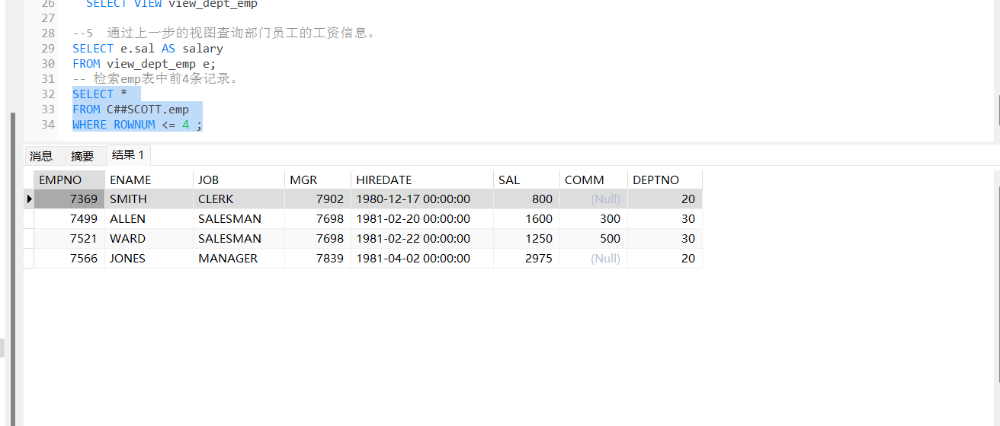 26 SELECT VIEW view_dept_emp
27
28 --5 通过上一步的视图查询部门员工的工资信息。
29 SELECT e.sal AS salary
30 FROM view_dept_emp e;
31 -- 检索emp表中前4条记录。
32 SELECT *
33 FROM C##SCOTT.emp
34 WHERE ROWNUM <= 4 ;
消息 摘要 结果 1
EMPNO ENAME JOB MGR HIREDATE SAL COMM DEPTNO
7369 SMITH CLERK 7902 1980-12-17 00:00:00 800 (Null) 20
7499 ALLEN SALESMAN 7698 1981-02-20 00:00:00 1600 300 30
7521 WARD SALESMAN 7698 1981-02-22 00:00:00 1250 500 30
7566 JONES MANAGER 7839 1981-04-02 00:00:00 2975 (Null) 20